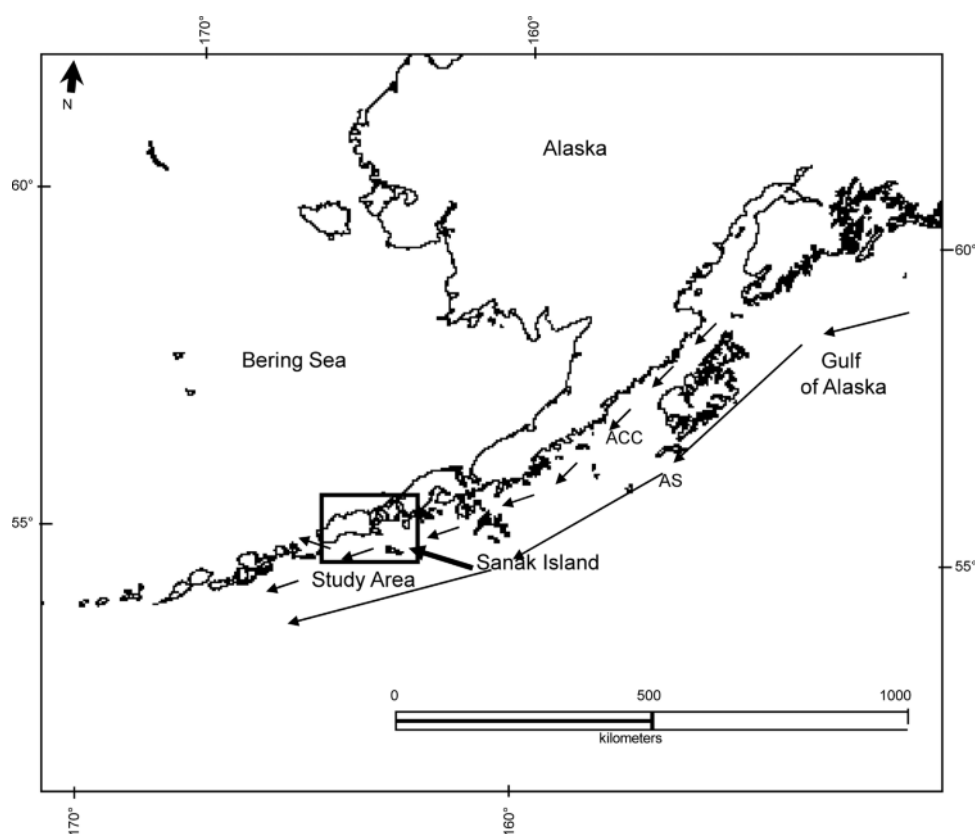 170°
160°
N
Alaska
60°
60°
Bering Sea
Gulf
of Alaska
ACC
AS
55°
Sanak Island
55°
Study Area
0
500
1000
kilometers
170°
160°